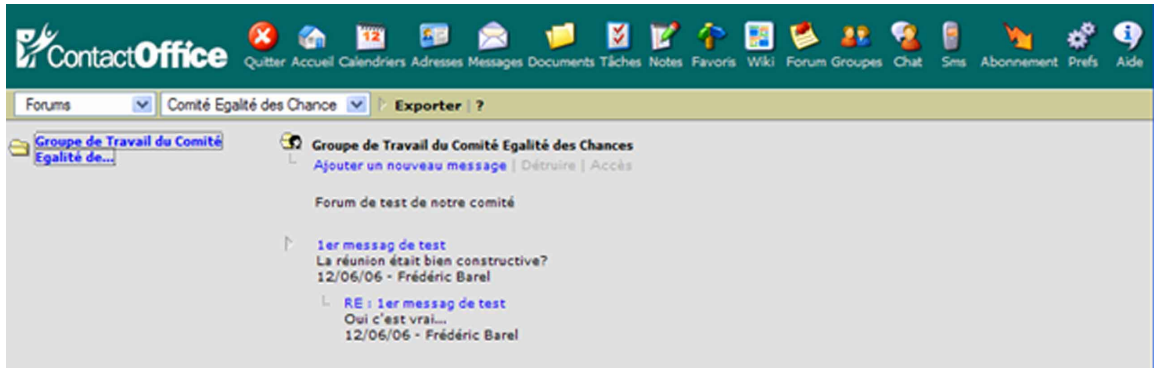 ContactOffice
Quitter Accueil Calendriers Adresses Messages Documents Tâches Notes Favoris Wiki Forum Groupes Chat Sms Abonnement Prefs Aide
12
Forums Comité Egalité des Chance Exporter | ?
Groupe de Travail du Comité
Egalité de...
Groupe de Travail du Comité Egalité des Chances
Ajouter un nouveau message | Détruire | Accès
Forum de test de notre comité
1er messag de test
La réunion était bien constructive?
12/06/06 - Frédéric Barel
RE : 1er messag de test
Oui c'est vrai...
12/06/06 - Frédéric Barel